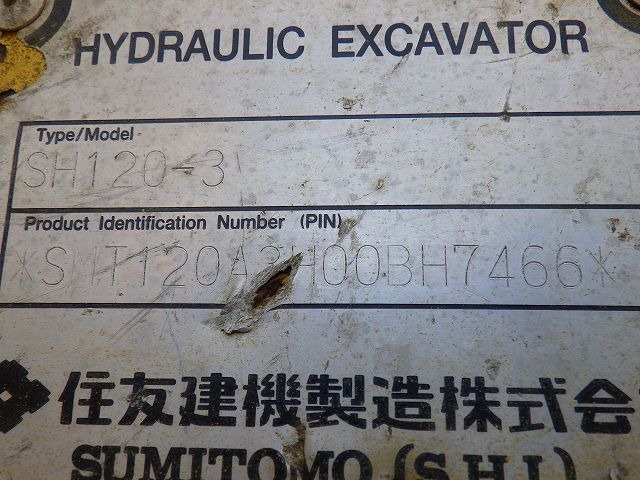 HYDRAULIC EXCAVATOR
Type/Model
SH120-3
Product Identification Number (PIN)
*SMT120A3H00BH7466*
住友建機製造株式会
SUMITOMO (S.H.I.)